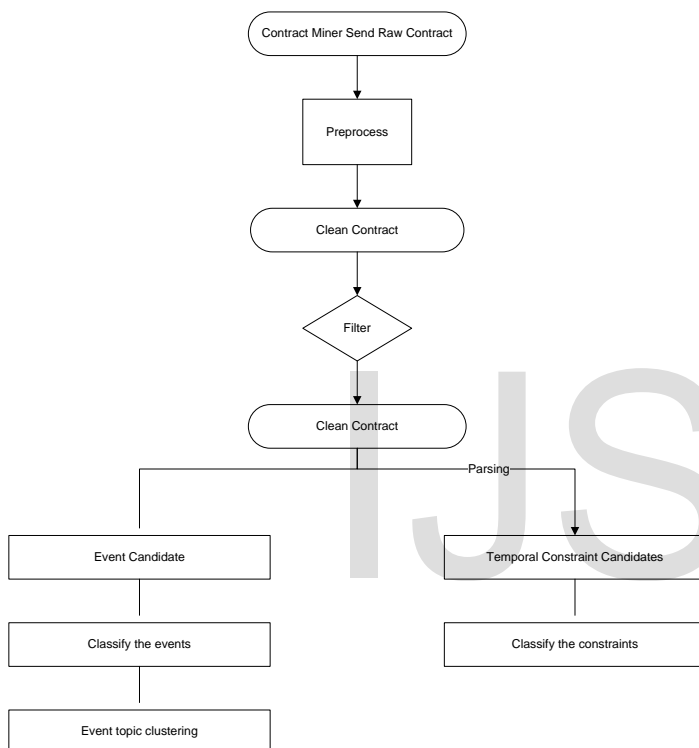 Contract Miner Send Raw Contract
Preprocess
Clean Contract
Filter
Clean Contract
Parsing
Event Candidate
Temporal Constraint Candidates
Classify the events
Classify the constraints
Event topic clustering
IJS